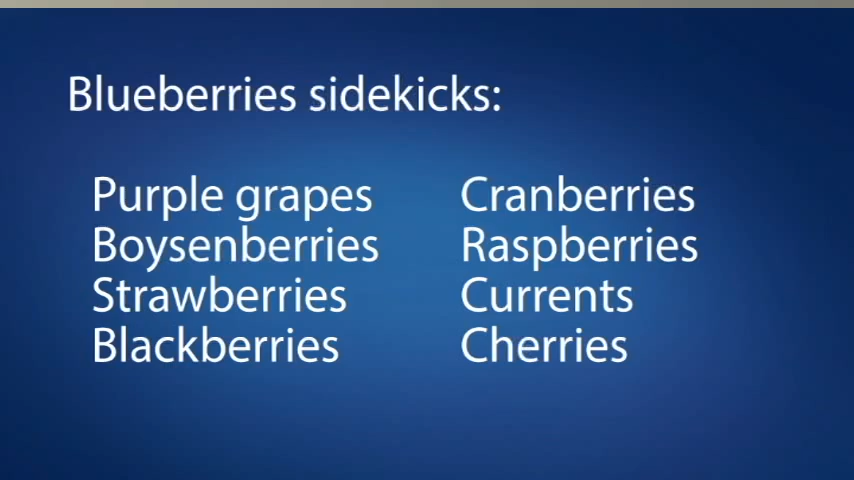 Blueberries sidekicks:
Purple grapes
Boysenberries
Strawberries
Blackberries
Cranberries
Raspberries
Currents
Cherries